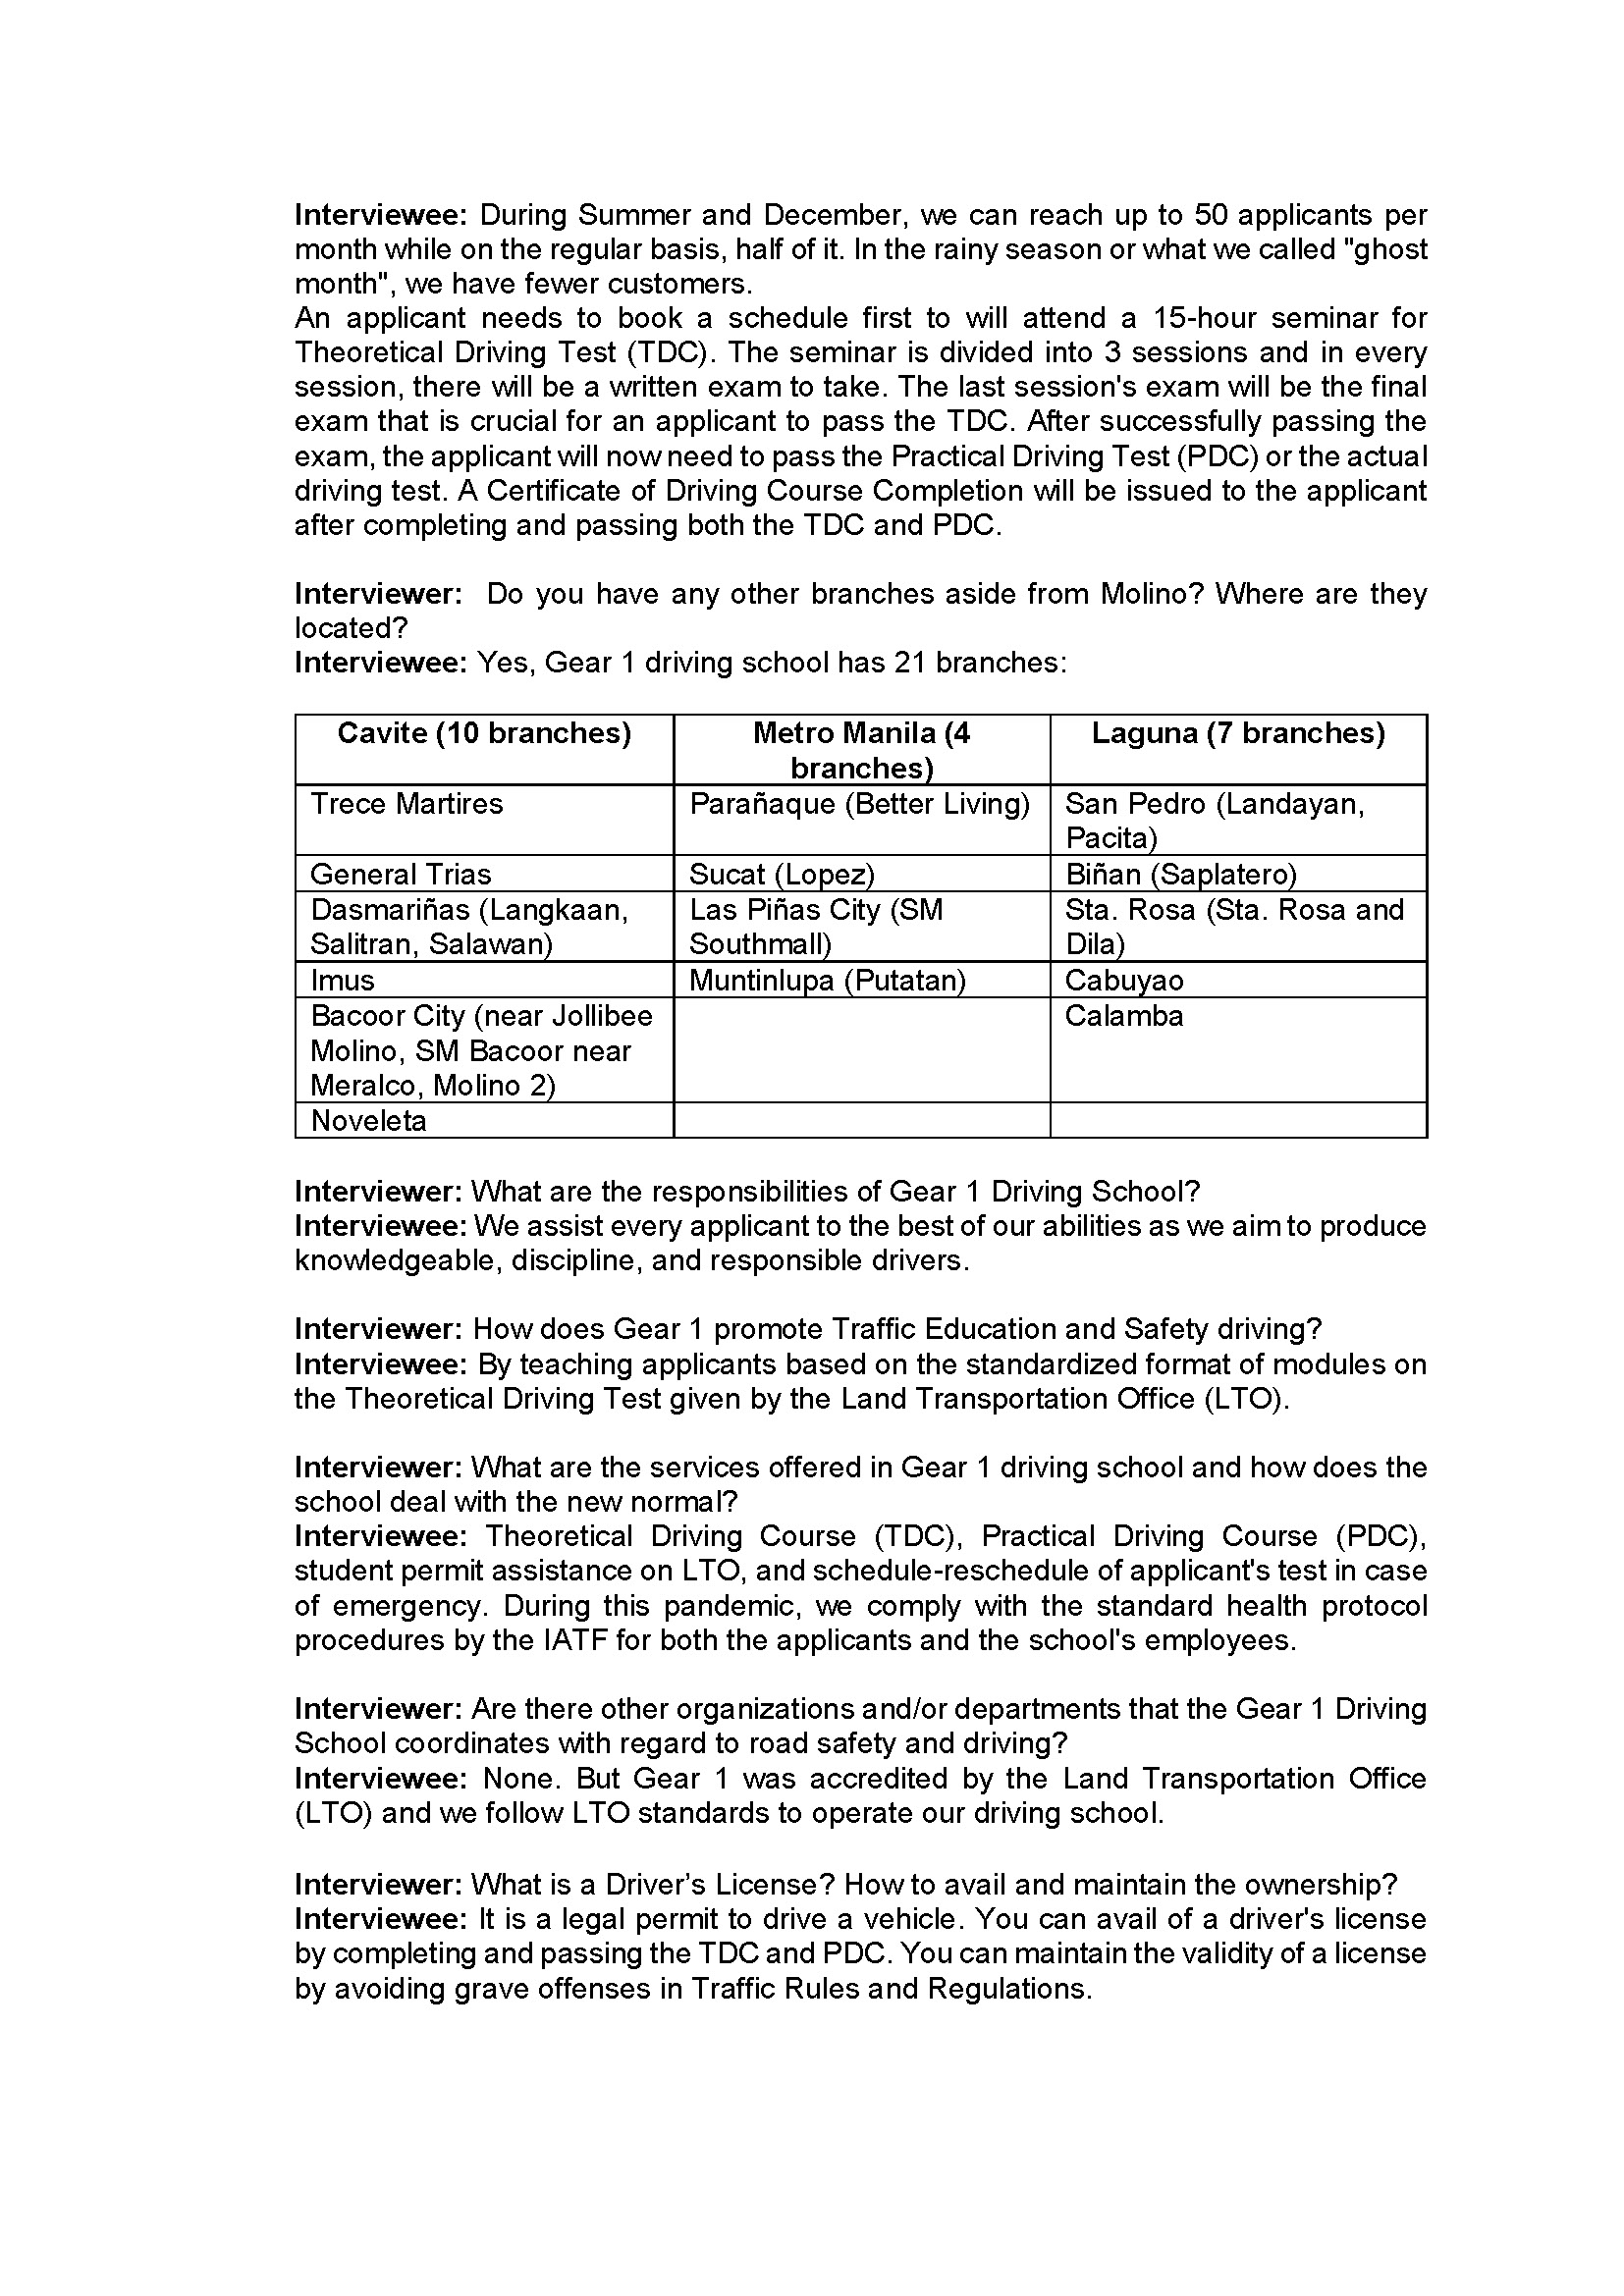 Interviewee: During Summer and December, we can reach up to 50 applicants per
month while on the regular basis, half of it. In the rainy season or what we called "ghost
month", we have fewer customers.
An applicant needs to book a schedule first to will attend a 15-hour seminar for
Theoretical Driving Test (TDC). The seminar is divided into 3 sessions and in every
session, there will be a written exam to take. The last session's exam will be the final
exam that is crucial for an applicant to pass the TDC. After successfully passing the
exam, the applicant will now need to pass the Practical Driving Test (PDC) or the actual
driving test. A Certificate of Driving Course Completion will be issued to the applicant
after completing and passing both the TDC and PDC.
Interviewer: Do you have any other branches aside from Molino? Where are they
located?
Interviewee: Yes, Gear 1 driving school has 21 branches:
Cavite (10 branches)
Metro Manila (4
branches)
Laguna (7 branches)
Trece Martires
Parañaque (Better Living)
San Pedro (Landayan,
Pacita)
General Trias
Sucat (Lopez)
Biñan (Saplatero)
Dasmariñas (Langkaan,
Salitran, Salawan)
Las Piñas City (SM
Southmall)
Sta. Rosa (Sta. Rosa and
Dila)
Imus
Muntinlupa (Putatan)
Cabuyao
Bacoor City (near Jollibee
Molino, SM Bacoor near
Meralco, Molino 2)
Calamba
Noveleta
Interviewer: What are the responsibilities of Gear 1 Driving School?
Interviewee: We assist every applicant to the best of our abilities as we aim to produce
knowledgeable, discipline, and responsible drivers.
Interviewer: How does Gear 1 promote Traffic Education and Safety driving?
Interviewee: By teaching applicants based on the standardized format of modules on
the Theoretical Driving Test given by the Land Transportation Office (LTO).
Interviewer: What are the services offered in Gear 1 driving school and how does the
school deal with the new normal?
Interviewee: Theoretical Driving Course (TDC), Practical Driving Course (PDC),
student permit assistance on LTO, and schedule-reschedule of applicant's test in case
of emergency. During this pandemic, we comply with the standard health protocol
procedures by the IATF for both the applicants and the school's employees.
Interviewer: Are there other organizations and/or departments that the Gear 1 Driving
School coordinates with regard to road safety and driving?
Interviewee: None. But Gear 1 was accredited by the Land Transportation Office
(LTO) and we follow LTO standards to operate our driving school.
Interviewer: What is a Driver’s License? How to avail and maintain the ownership?
Interviewee: It is a legal permit to drive a vehicle. You can avail of a driver's license
by completing and passing the TDC and PDC. You can maintain the validity of a license
by avoiding grave offenses in Traffic Rules and Regulations.